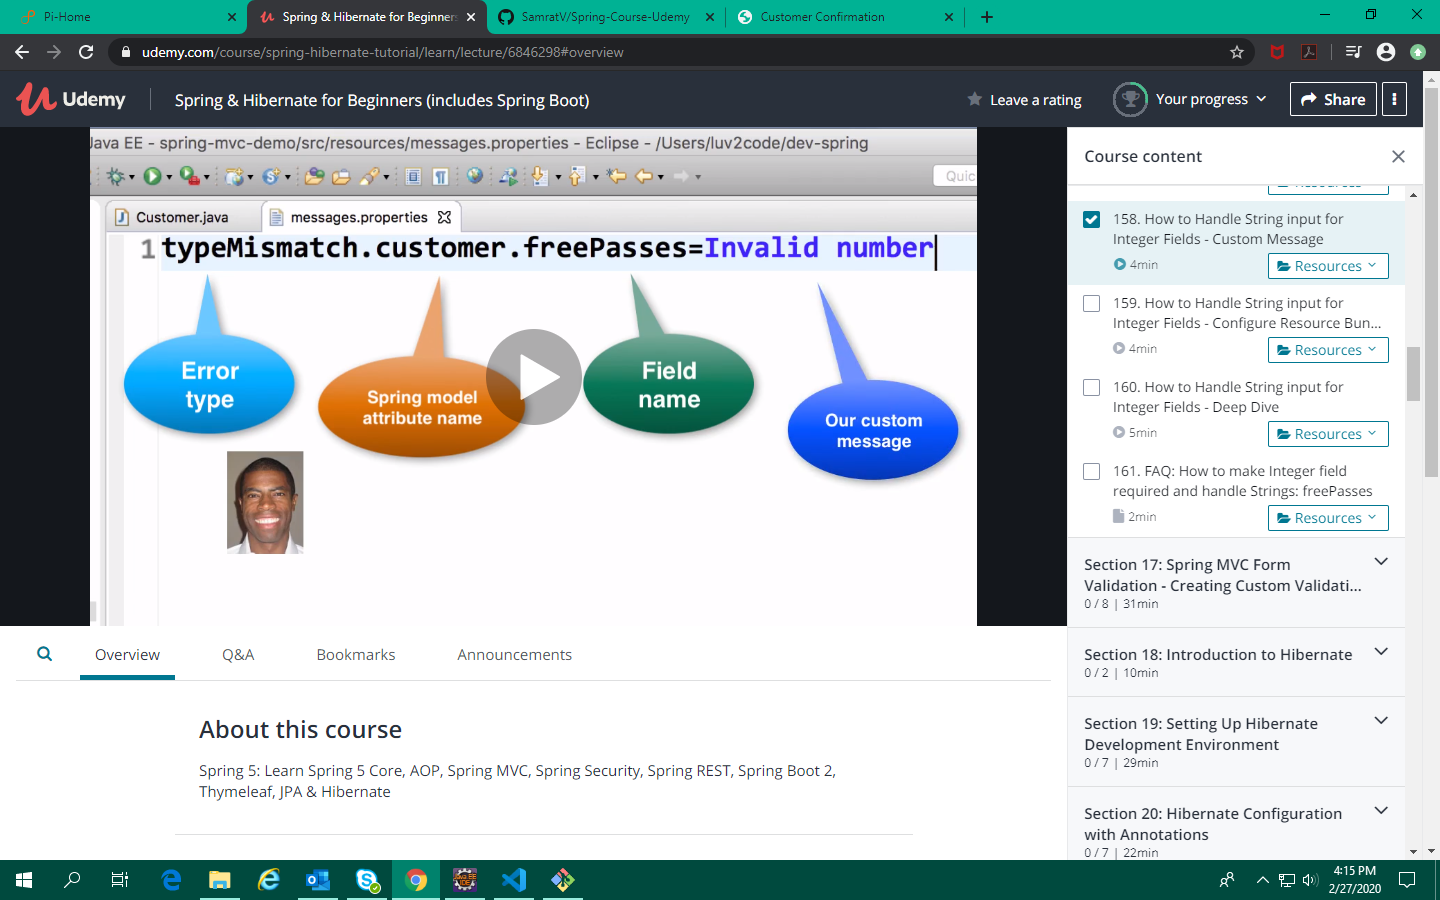 Pi-Home
Spring & Hibernate for Beginners
SamratV/Spring-Course-Udemy
Customer Confirmation
udemy.com/course/spring-hibernate-tutorial/learn/lecture/6846298#overview
Udemy
Spring & Hibernate for Beginners (includes Spring Boot)
Leave a rating
Your progress
Share
Java EE - spring-mvc-demo/src/resources/messages.properties - Eclipse - /Users/luv2code/dev-spring
Quic
Customer.java
messages.properties
1 typeMismatch.customer.freePasses=Invalid number
Error
type
Spring model
attribute name
Field
name
Our custom
message
Course content
Resources
158. How to Handle String input for
Integer Fields - Custom Message
4min
Resources
159. How to Handle String input for
Integer Fields - Configure Resource Bun...
4min
Resources
160. How to Handle String input for
Integer Fields - Deep Dive
5min
Resources
161. FAQ: How to make Integer field
required and handle Strings: freePasses
2min
Resources
Section 17: Spring MVC Form
Validation - Creating Custom Validati...
0 / 8 | 31min
Section 18: Introduction to Hibernate
0 / 2 | 10min
Section 19: Setting Up Hibernate
Development Environment
0 / 7 | 29min
Section 20: Hibernate Configuration
with Annotations
0 / 7 | 22min
Overview
Q&A
Bookmarks
Announcements
About this course
Spring 5: Learn Spring 5 Core, AOP, Spring MVC, Spring Security, Spring REST, Spring Boot 2,
Thymeleaf, JPA & Hibernate
4:15 PM
2/27/2020